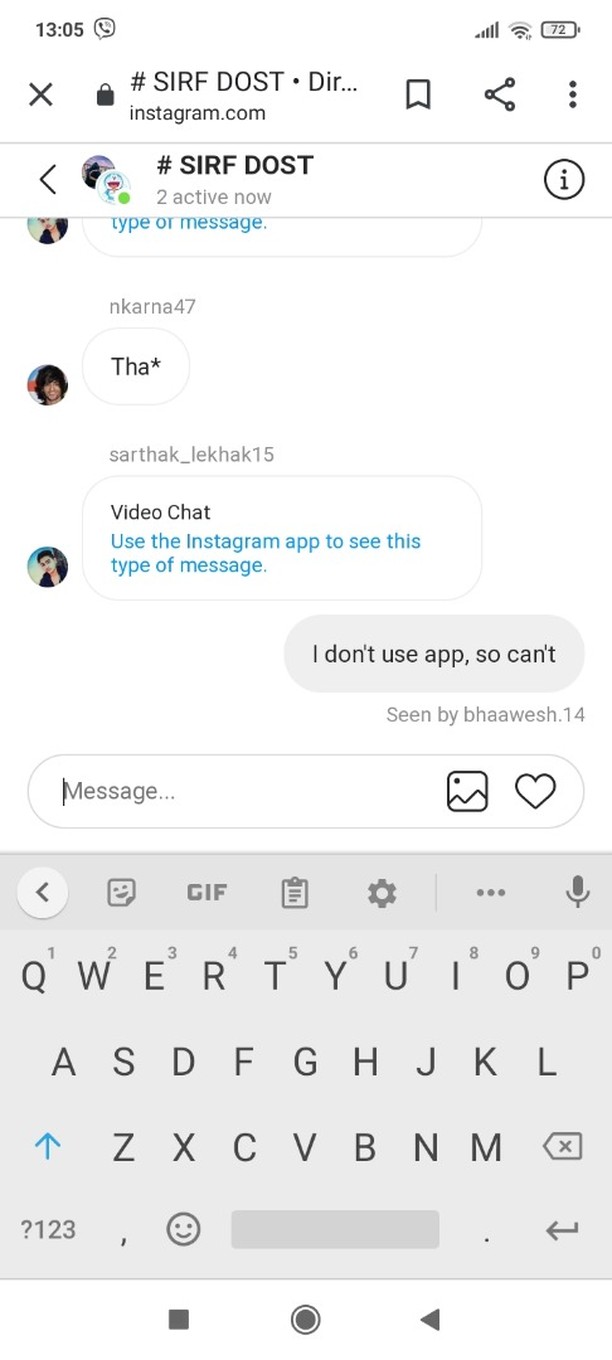 13:05
72
# SIRF DOST • Dir...
instagram.com
# SIRF DOST
2 active now
type of message.
nkarna47
Tha*
sarthak_lekhak15
Video Chat
Use the Instagram app to see this
type of message.
I don't use app, so can't
Seen by bhaawesh.14
Message...
GIF
1 2 3 4 5 6 7 8 9 0
Q W E R T Y U I O P
A S D F G H J K L
Z X C V B N M
?123 , .